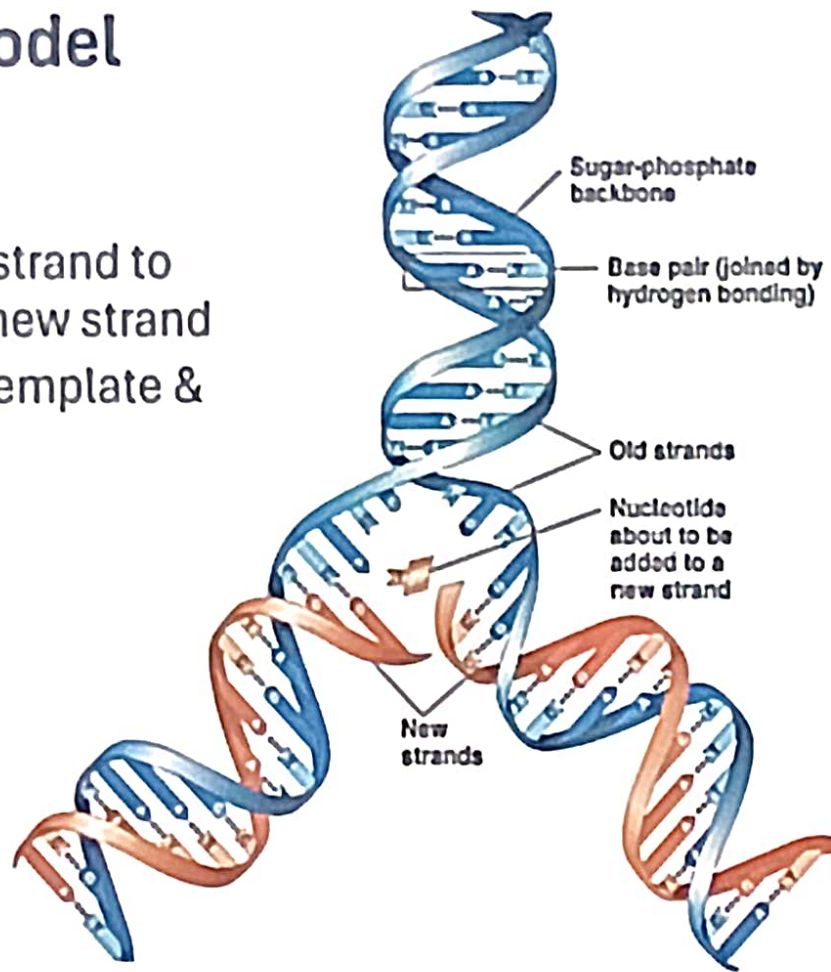 odel
strand to
new strand
emplate &
Sugar-phosphate
backbone
Base pair (joined by
hydrogen bonding)
Old strands
Nucleotide
about to be
added to a
new strand
New
strands